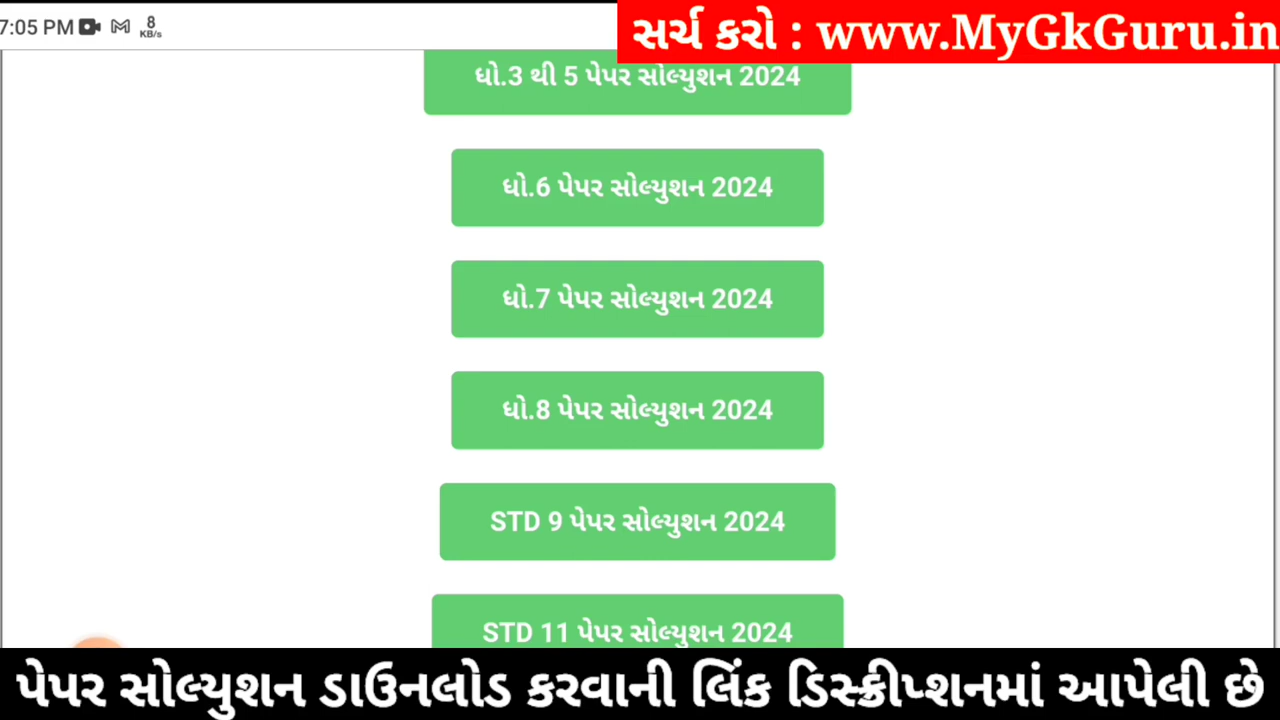 7:05 PM 8 KB/s
સર્ચ કરો : www.MyGkGuru.in
ધો.3 થી 5 પેપર સોલ્યુશન 2024
ધો.6 પેપર સોલ્યુશન 2024
ધો.7 પેપર સોલ્યુશન 2024
ધો.8 પેપર સોલ્યુશન 2024
STD 9 પેપર સોલ્યુશન 2024
STD 11 પેપર સોલ્યુશન 2024
પેપર સોલ્યુશન ડાઉનલોડ કરવાની લિંક ડિસ્ક્રીપ્શનમાં આપેલી છે